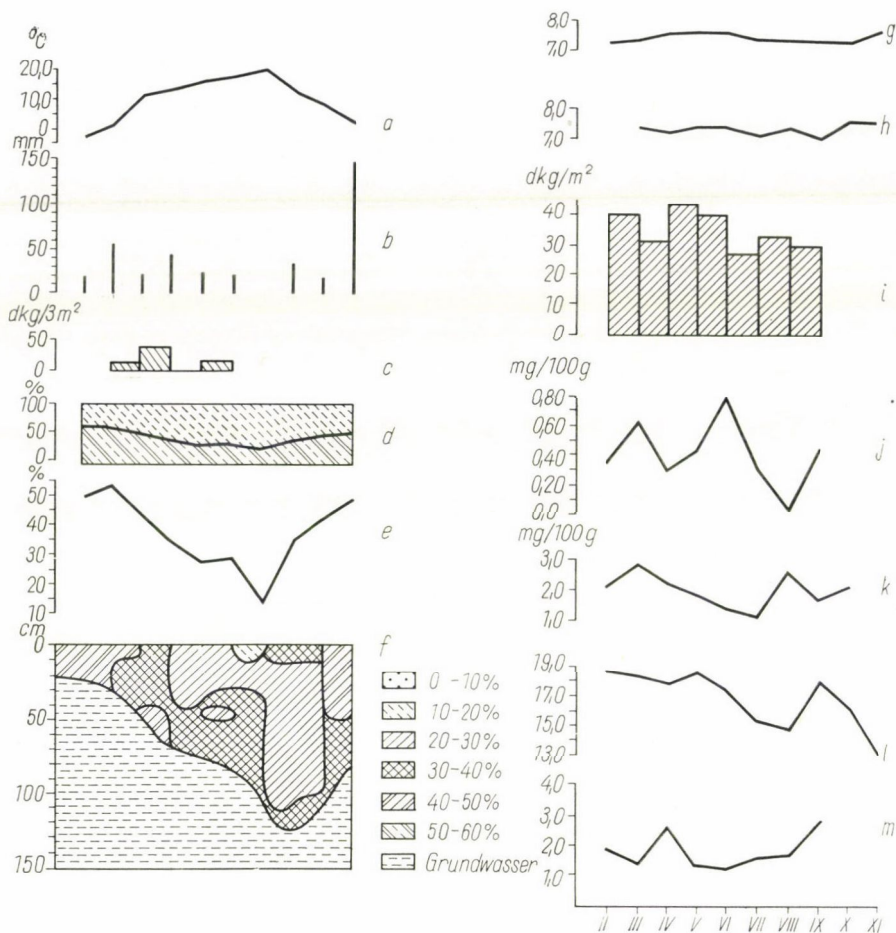 °C
20,0
10,0
0
a
mm
150
100
50
0
b
dkg/3m²
50
0
c
%
100
50
0
d
%
50
40
30
20
10
e
cm
0
50
100
150
f
0-10%
10-20%
20-30%
30-40%
40-50%
50-60%
Grundwasser
8,0
7,0
g
8,0
7,0
h
dkg/m²
40
30
20
10
0
i
mg/100g
0,80
0,60
0,40
0,20
0,0
j
mg/100g
3,0
2,0
1,0
k
19,0
17,0
15,0
13,0
l
4,0
3,0
2,0
1,0
m
II III IV V VI VII VIII IX X XI